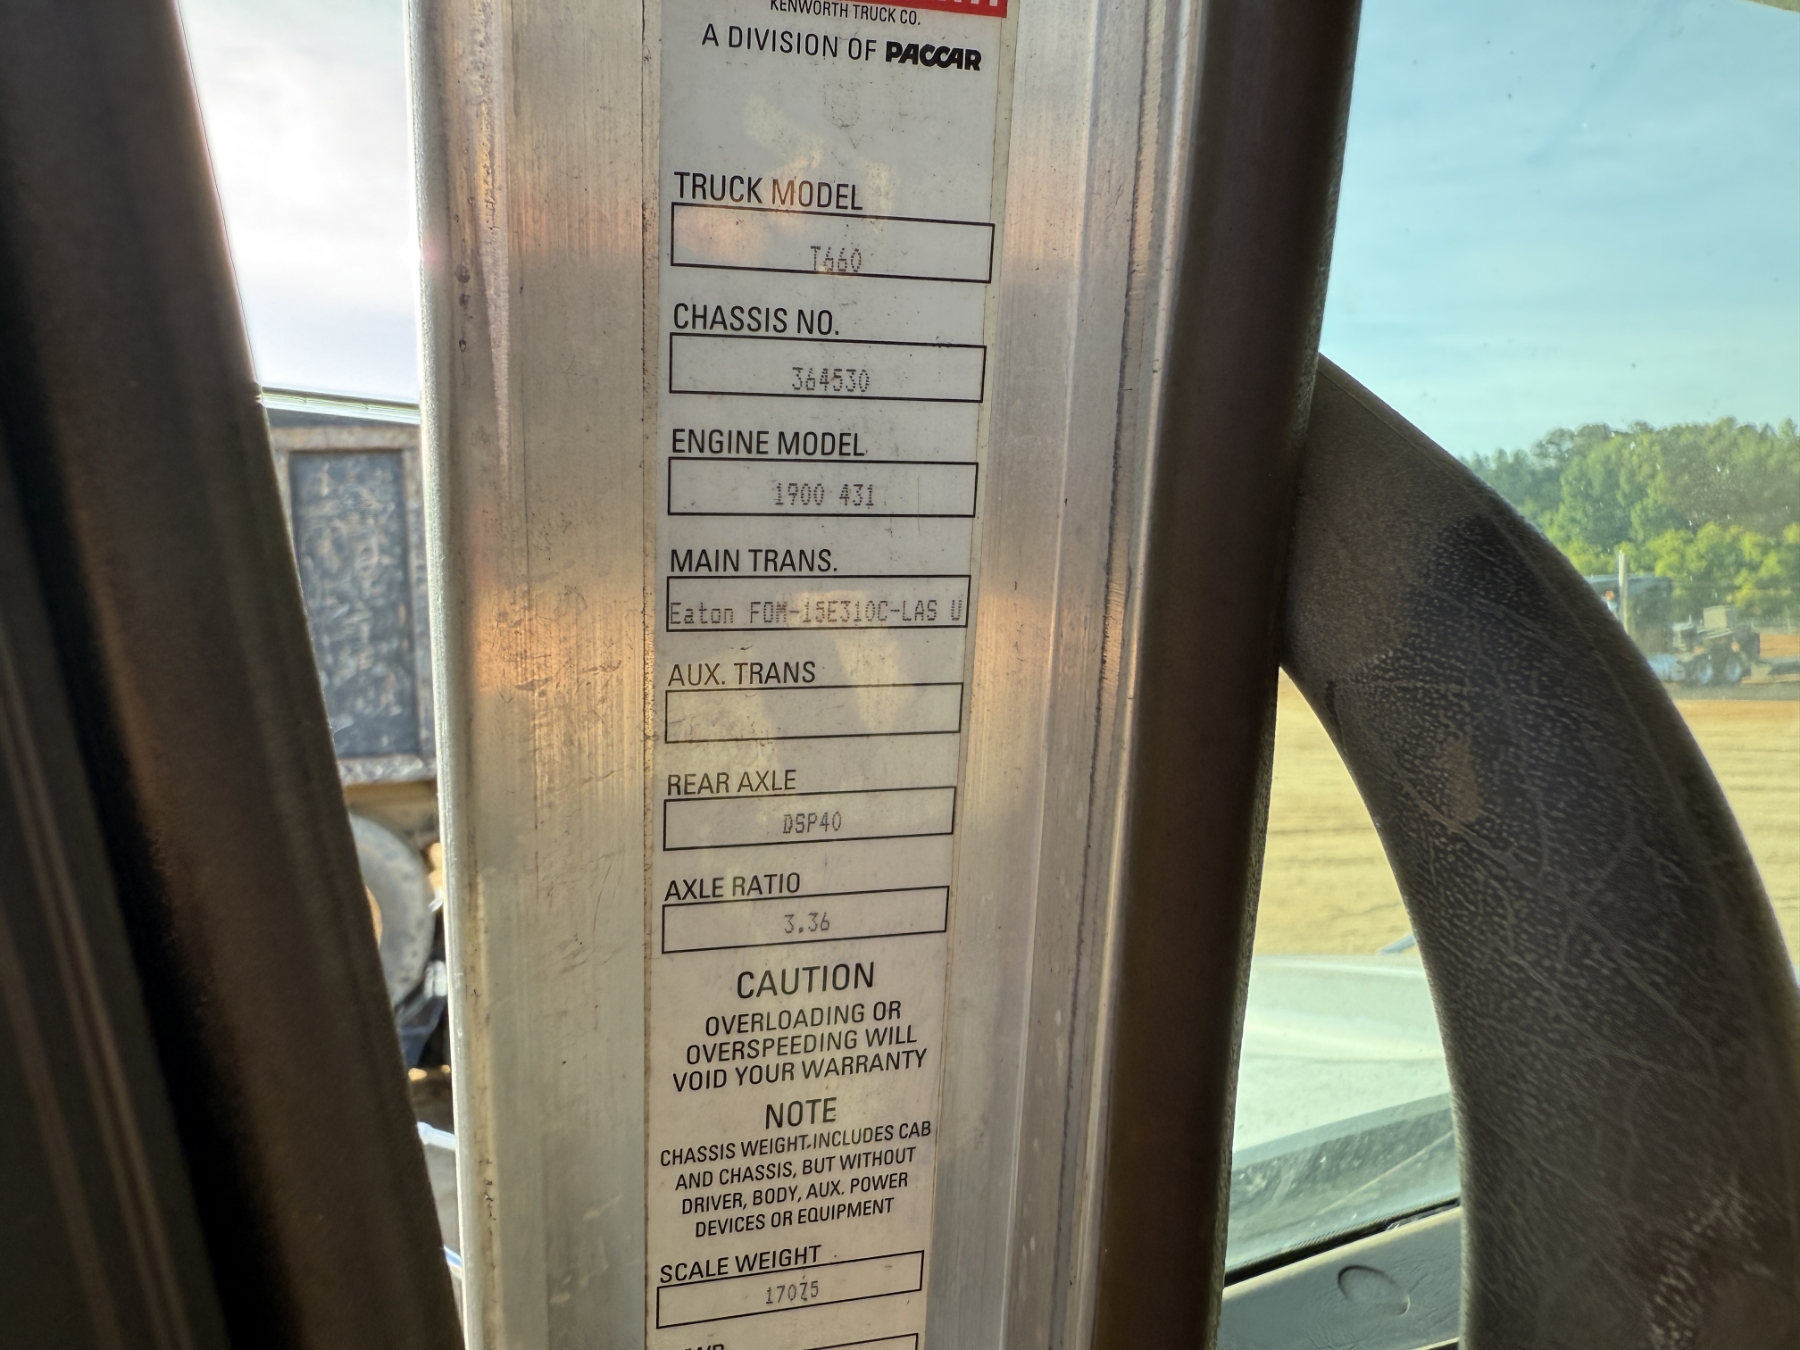 KENWORTH TRUCK CO.
A DIVISION OF PACCAR
TRUCK MODEL
T660
CHASSIS NO.
364530
ENGINE MODEL
1900 431
MAIN TRANS.
Eaton FOM-15E310C-LAS U
AUX. TRANS
REAR AXLE
DSP40
AXLE RATIO
3.36
CAUTION
OVERLOADING OR
OVERSPEEDING WILL
VOID YOUR WARRANTY
NOTE
CHASSIS WEIGHT INCLUDES CAB
AND CHASSIS, BUT WITHOUT
DRIVER, BODY, AUX. POWER
DEVICES OR EQUIPMENT
SCALE WEIGHT
17075